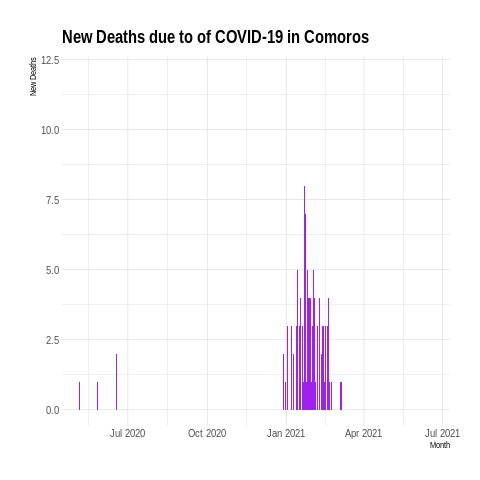 New Deaths due to of COVID-19 in Comoros
New Deaths
12.5
10.0
7.5
5.0
2.5
0.0
Jul 2020
Oct 2020
Jan 2021
Apr 2021
Jul 2021
Month